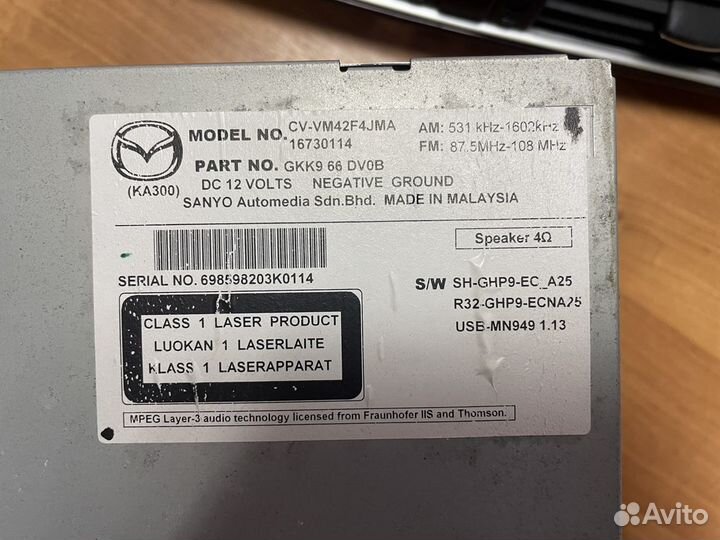 MODEL NO. CV-VM42F4JMA
16730114
AM: 531 kHz-1602kHz
FM: 87.5MHz-108 MHz
(KA300)
PART NO. GKK9 66 DV0B
DC 12 VOLTS NEGATIVE GROUND
SANYO Automedia Sdn.Bhd. MADE IN MALAYSIA
Speaker 4Ω
SERIAL NO. 698598203K0114
S/W SH-GHP9-EC_A25
R32-GHP9-ECNA25
USB-MN949 1.13
CLASS 1 LASER PRODUCT
LUOKAN 1 LASERLAITE
KLASS 1 LASERAPPARAT
MPEG Layer-3 audio technology licensed from Fraunhofer IIS and Thomson.
Avito